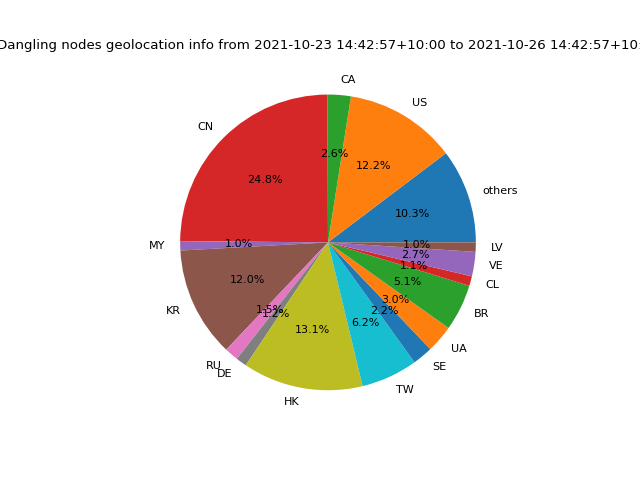 Dangling nodes geolocation info from 2021-10-23 14:42:57+10:00 to 2021-10-26 14:42:57+10:
CA
US
CN
2.6%
12.2%
24.8%
others
10.3%
MY
1.0%
1.0%
LV
2.7%
VE
1.1%
CL
12.0%
5.1%
3.0%
KR
1.5%
1.2%
2.2%
BR
13.1%
6.2%
UA
RU
DE
SE
TW
HK